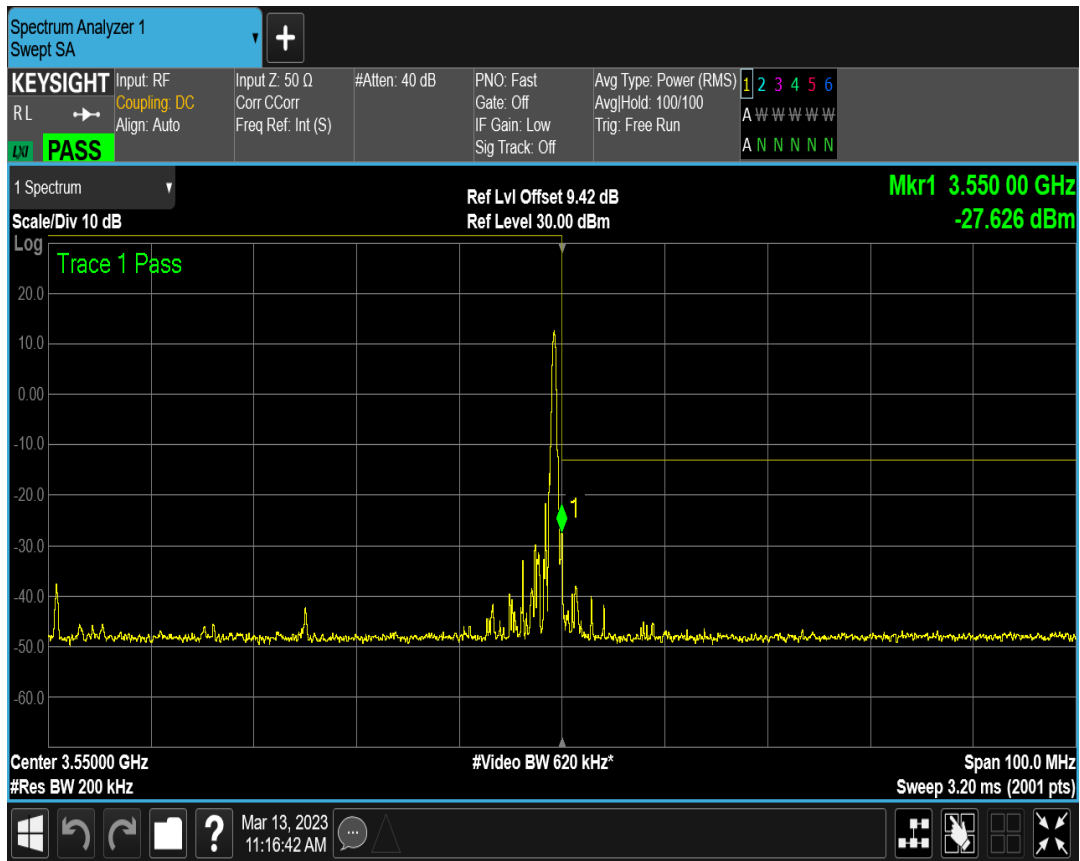 Spectrum Analyzer 1
Swept SA
+
KEYSIGHT
RL
LXI PASS
Input: RF
Coupling: DC
Align: Auto
Input Z: 50 Ω
Corr CCorr
Freq Ref: Int (S)
#Atten: 40 dB
PNO: Fast
Gate: Off
IF Gain: Low
Sig Track: Off
Avg Type: Power (RMS)
Avg|Hold: 100/100
Trig: Free Run
1 2 3 4 5 6
A W W W W W
A N N N N N
1 Spectrum
Scale/Div 10 dB
Ref Lvl Offset 9.42 dB
Ref Level 30.00 dBm
Mkr1 3.550 00 GHz
-27.626 dBm
Log
Trace 1 Pass
20.0
10.0
0.00
-10.0
-20.0
-30.0
-40.0
-50.0
-60.0
1
Center 3.55000 GHz
#Res BW 200 kHz
#Video BW 620 kHz*
Span 100.0 MHz
Sweep 3.20 ms (2001 pts)
?
Mar 13, 2023
11:16:42 AM